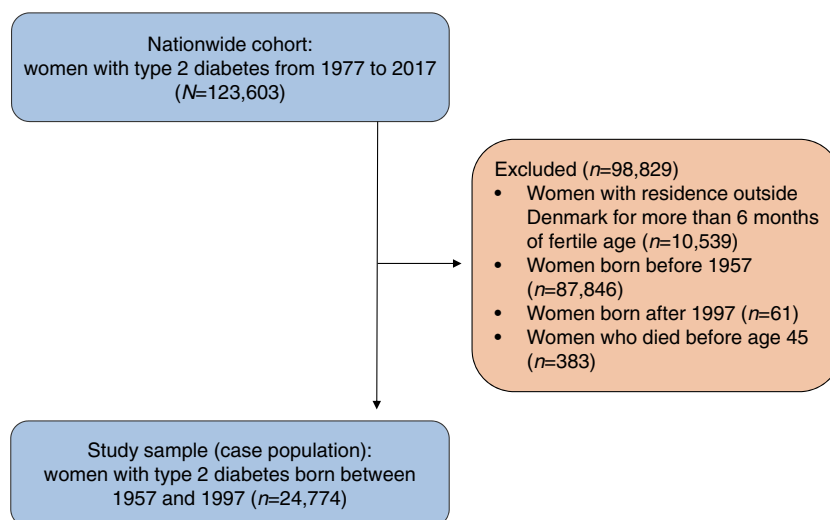 Nationwide cohort:
women with type 2 diabetes from 1977 to 2017
(N=123,603)
Excluded (n=98,829)
• Women with residence outside
Denmark for more than 6 months
of fertile age (n=10,539)
• Women born before 1957
(n=87,846)
• Women born after 1997 (n=61)
• Women who died before age 45
(n=383)
Study sample (case population):
women with type 2 diabetes born between
1957 and 1997 (n=24,774)